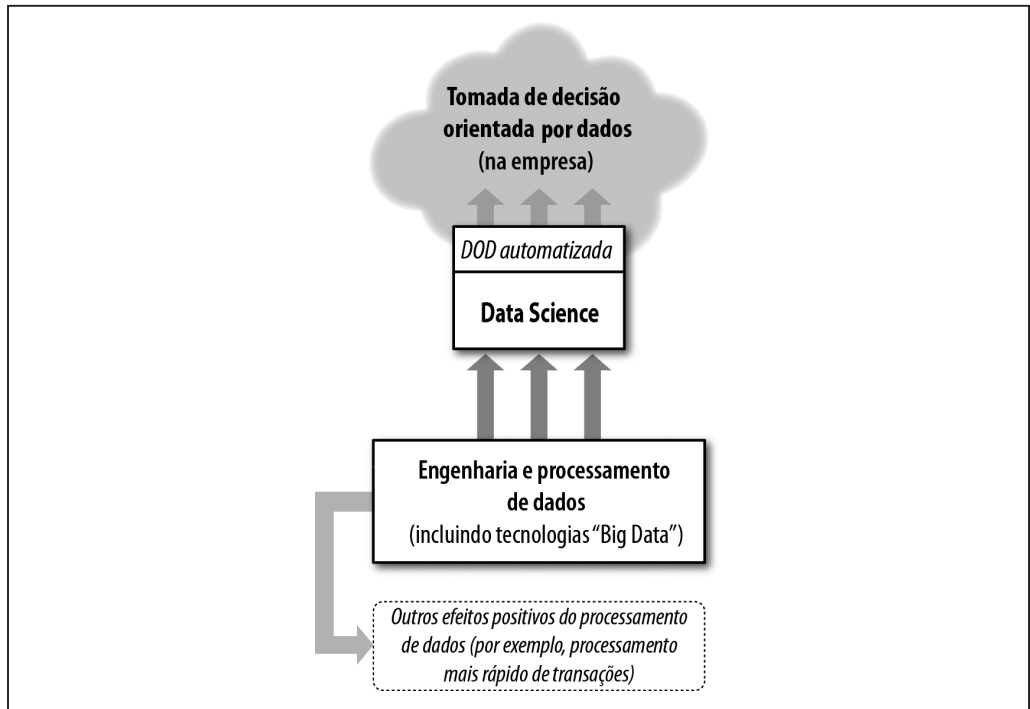 Tomada de decisão
orientada por dados
(na empresa)
DOD automatizada
Data Science
Engenharia e processamento
de dados
(incluindo tecnologias “Big Data”)
Outros efeitos positivos do processamento
de dados (por exemplo, processamento
mais rápido de transações)